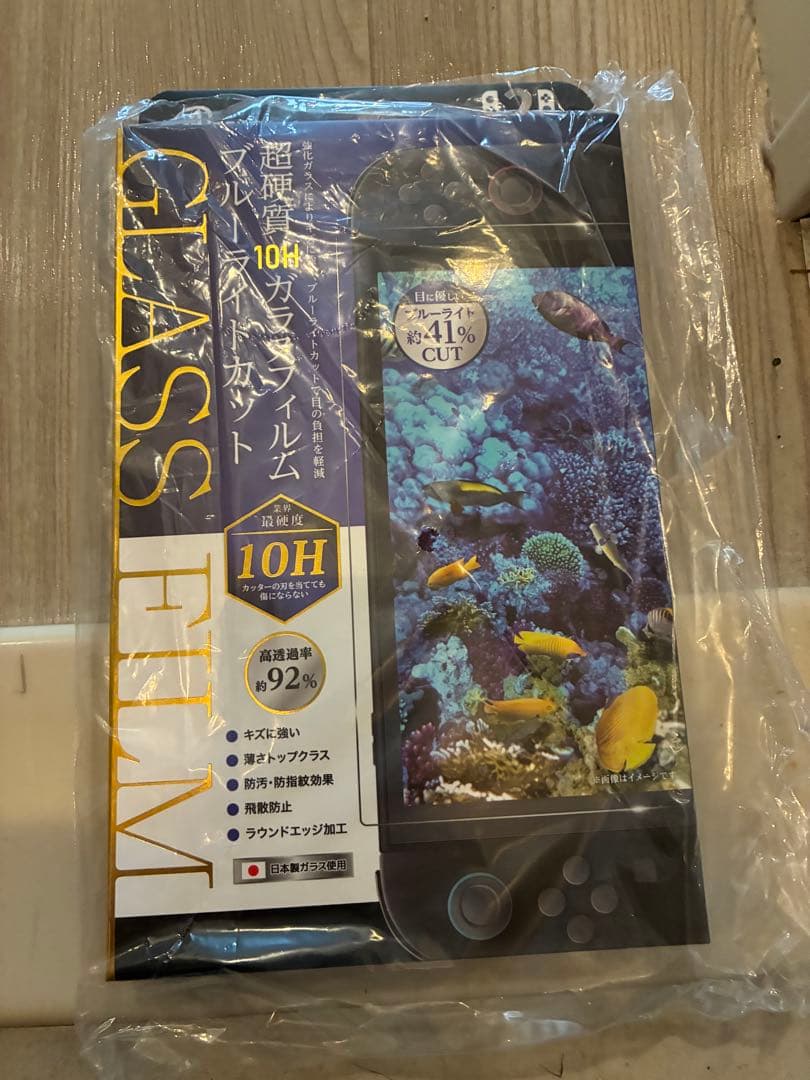 GLASS FILM
強化ガラスにより
ブルーライトカットで目の負担を軽減
超硬質10Hガラスフィルム
ブルーライトカット
目に優しい
ブルーライト
約41%
CUT
業界
最硬度
10H
カッターの刃を当てても
傷にならない
高透過率
約92%
キズに強い
薄さトップクラス
防汚・防指紋効果
飛散防止
ラウンドエッジ加工
日本製ガラス使用
※画像はイメージです